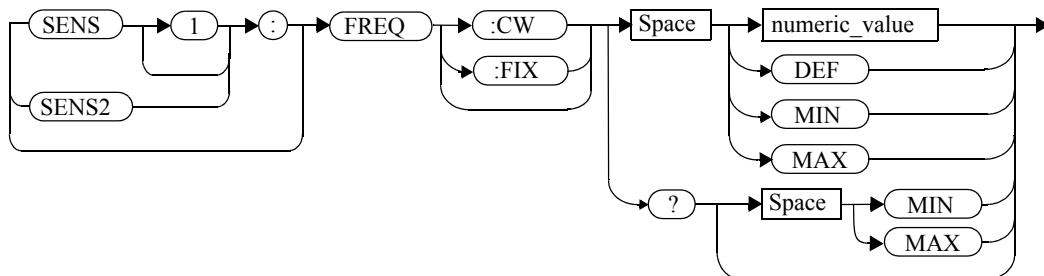 SENS 1 : FREQ :CW Space numeric_value
:FIX DEF
SENS2 MIN
MAX
? Space MIN
MAX